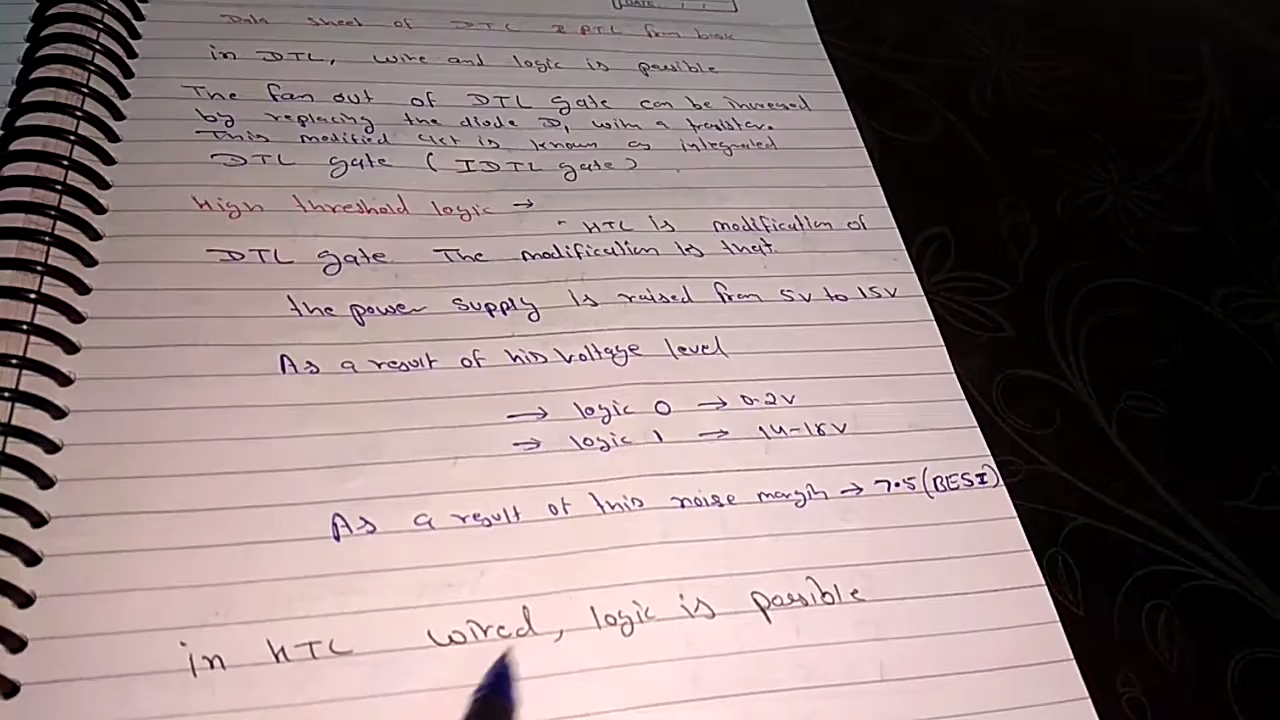 DATE: / /
Data sheet of DTL & RTL from book
in DTL, wire and logic is possible
The fan out of DTL gate can be increased
by replacing the diode D1 with a transistor.
This modified ckt is known as integrated
DTL gate (IDTL gate)
High threshold logic →
- HTL is modification of
DTL gate The modification is that
the power supply is raised from 5V to 15V
As a result of his voltage level
→ logic 0 → 0.2V
→ logic 1 → 14-15V
As a result of this noise margin → 7.5 (BEST)
in HTL wired, logic is possible